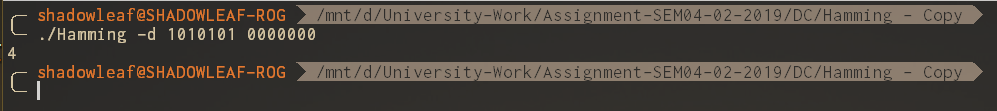 shadowleaf@SHADOWLEAF-ROG /mnt/d/University-Work/Assignment-SEM04-02-2019/DC/Hamming - Copy
./Hamming -d 1010101 0000000
4
shadowleaf@SHADOWLEAF-ROG /mnt/d/University-Work/Assignment-SEM04-02-2019/DC/Hamming - Copy